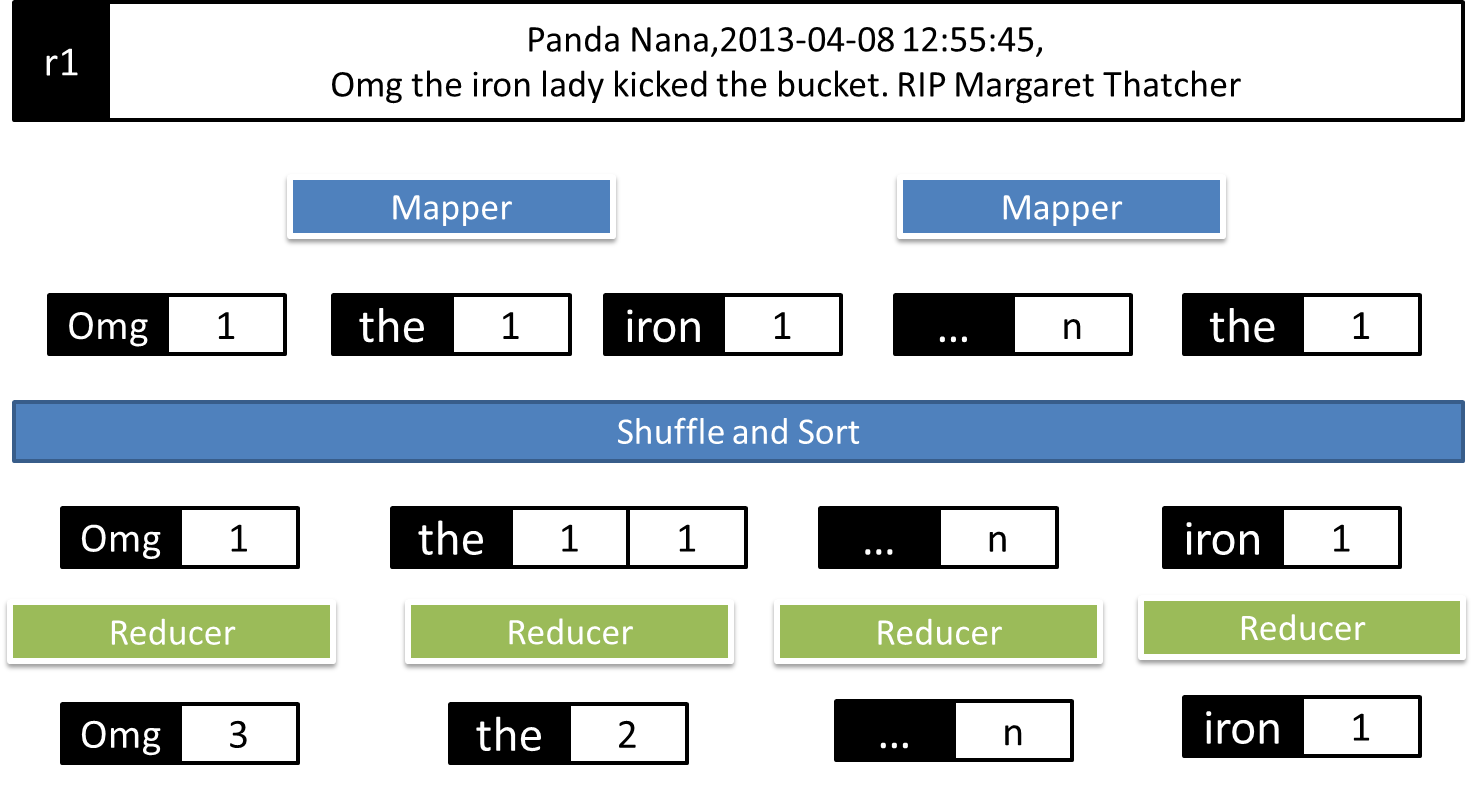 r1
Panda Nana,2013-04-08 12:55:45,
Omg the iron lady kicked the bucket. RIP Margaret Thatcher
Mapper Mapper
Omg 1 the 1 iron 1 ... n the 1
Shuffle and Sort
Omg 1 the 1 1 ... n iron 1
Reducer Reducer Reducer Reducer
Omg 3 the 2 ... n iron 1